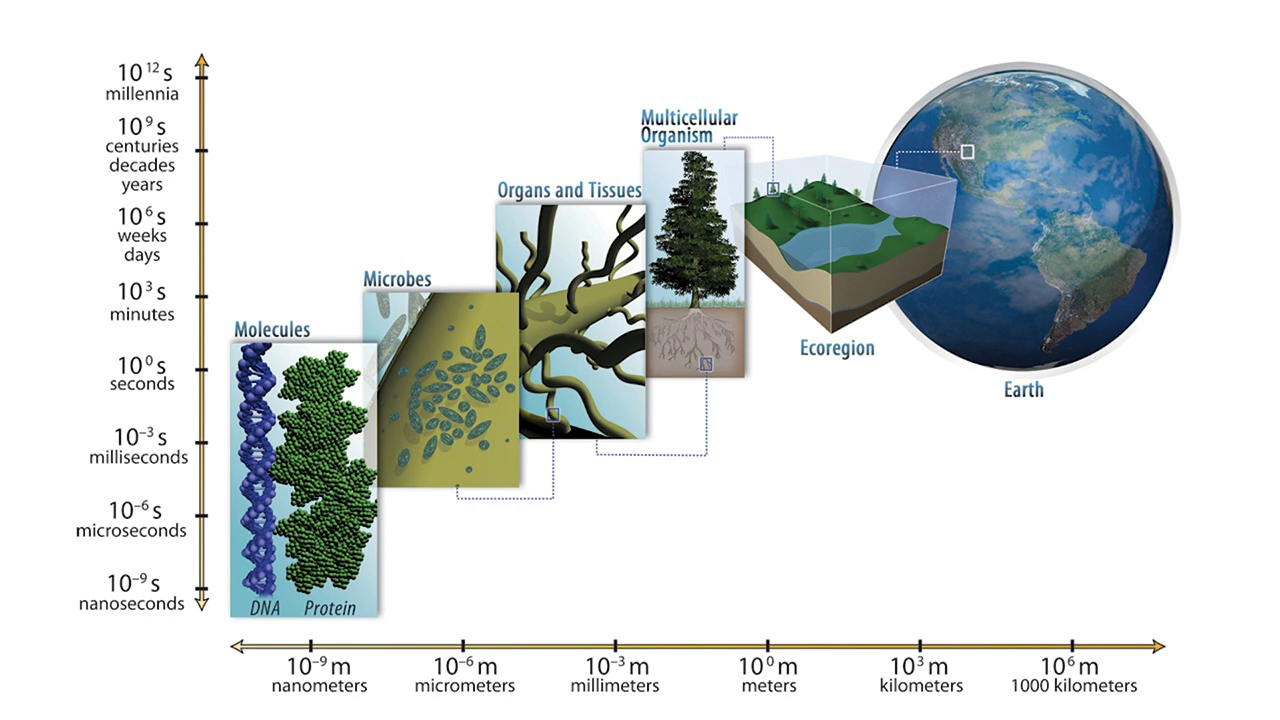 10¹² s
millennia
10⁹ s
centuries
decades
years
10⁶ s
weeks
days
10³ s
minutes
10⁰ s
seconds
10⁻³ s
milliseconds
10⁻⁶ s
microseconds
10⁻⁹ s
nanoseconds
Molecules
DNA Protein
Microbes
Organs and Tissues
Multicellular
Organism
Ecoregion
Earth
10⁻⁹ m
nanometers
10⁻⁶ m
micrometers
10⁻³ m
millimeters
10⁰ m
meters
10³ m
kilometers
10⁶ m
1000 kilometers